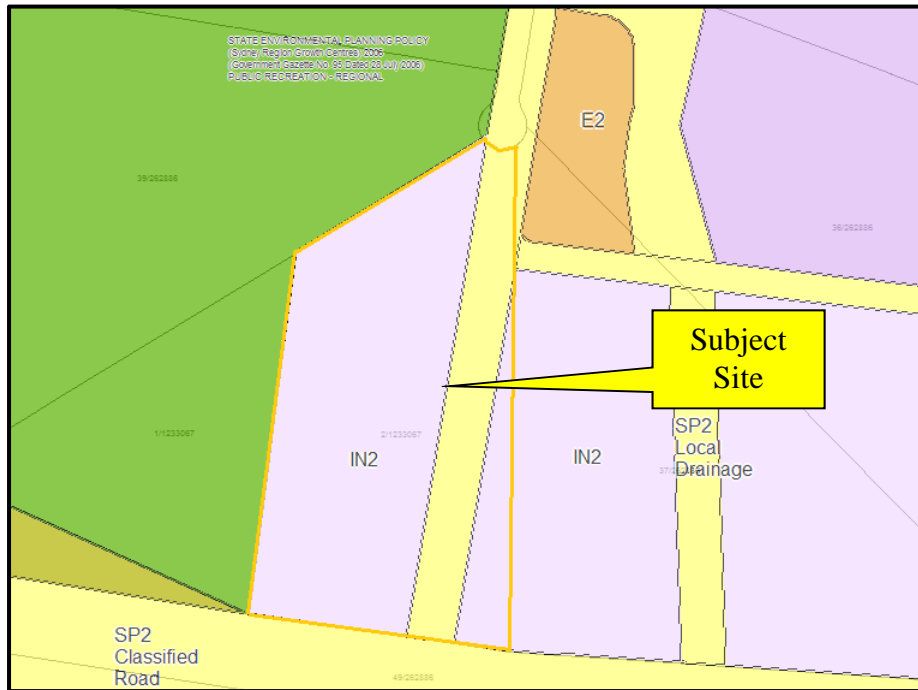 STATE ENVIRONMENTAL PLANNING POLICY
(Sydney Region Growth Centres) 2006
(Government Gazette No. 95 Dated 28 July 2006)
PUBLIC RECREATION - REGIONAL
E2
39/262886
36/262886
Subject
Site
1/1233067
2/1233067
IN2
IN2
SP2
Local
Drainage
SP2
Classified
Road
49/262886